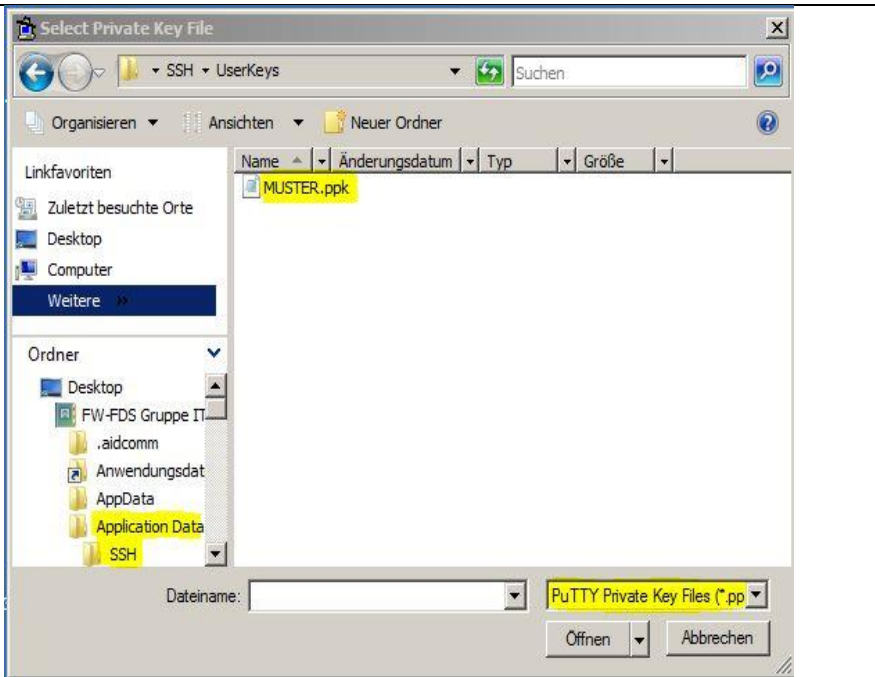 Select Private Key File
SSH UserKeys
Suchen
Organisieren Ansichten Neuer Ordner
Linkfavoriten
Zuletzt besuchte Orte
Desktop
Computer
Weitere »
Name Änderungsdatum Typ Größe
MUSTER.ppk
Ordner
Desktop
FW-FDS Gruppe IT
.aidcomm
Anwendungsdat
AppData
Application Data
SSH
Dateiname:
PuTTY Private Key Files (*.pp
Öffnen Abbrechen